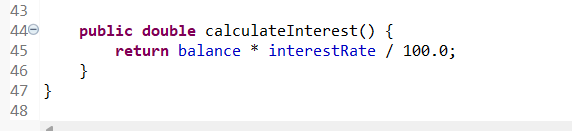 43
44 public double calculateInterest() {
45 return balance * interestRate / 100.0;
46 }
47 }
48